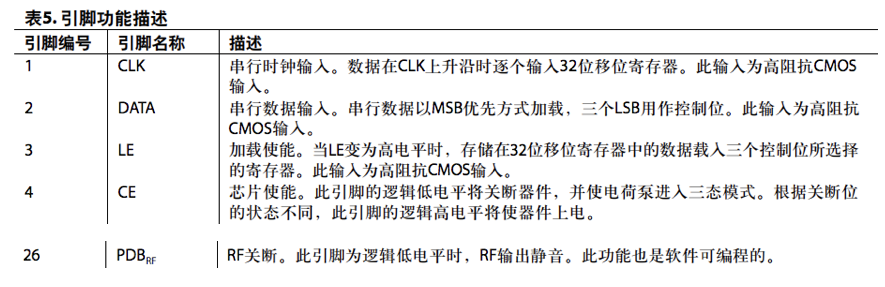 表5. 引脚功能描述
引脚编号 引脚名称 描述
1 CLK 串行时钟输入。数据在CLK上升沿时逐个输入32位移位寄存器。此输入为高阻抗CMOS
输入。
2 DATA 串行数据输入。串行数据以MSB优先方式加载，三个LSB用作控制位。此输入为高阻抗
CMOS输入。
3 LE 加载使能。当LE变为高电平时，存储在32位移位寄存器中的数据载入三个控制位所选择
的寄存器。此输入为高阻抗CMOS输入。
4 CE 芯片使能。此引脚的逻辑低电平将关断器件，并使电荷泵进入三态模式。根据关断位
的状态不同，此引脚的逻辑高电平将使器件上电。
26 PDBRF RF关断。此引脚为逻辑低电平时，RF输出静音。此功能也是软件可编程的。